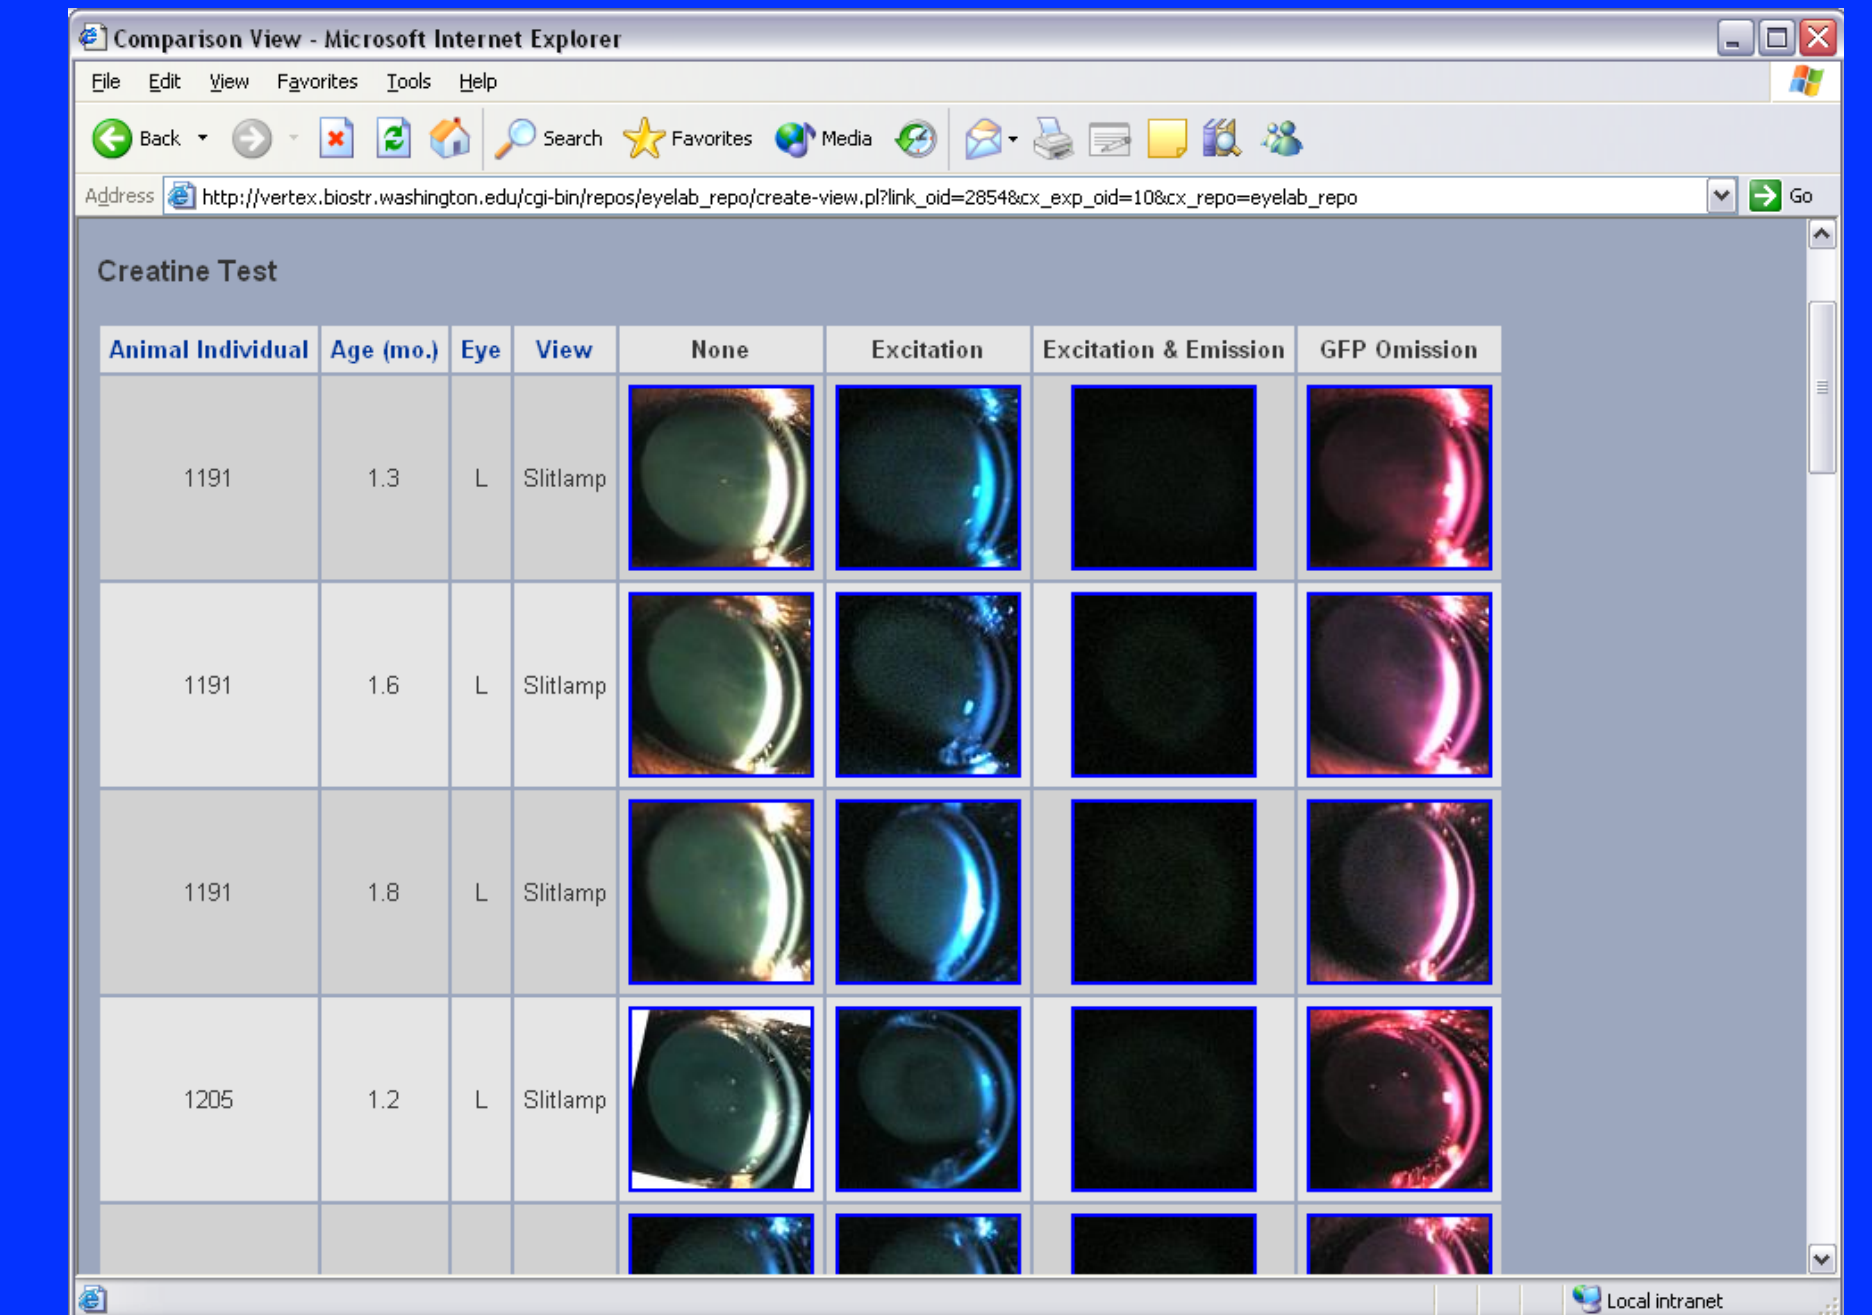 Comparison View - Microsoft Internet Explorer
File Edit View Favorites Tools Help
Back Search Favorites Media
Address http://vertex.biostr.washington.edu/cgi-bin/repos/eyelab_repo/create-view.pl?link_oid=2854&cx_exp_oid=10&cx_repo=eyelab_repo Go
Creatine Test
Animal Individual Age (mo.) Eye View None Excitation Excitation & Emission GFP Omission
1191 1.3 L Slitlamp
1191 1.6 L Slitlamp
1191 1.8 L Slitlamp
1205 1.2 L Slitlamp
Local intranet